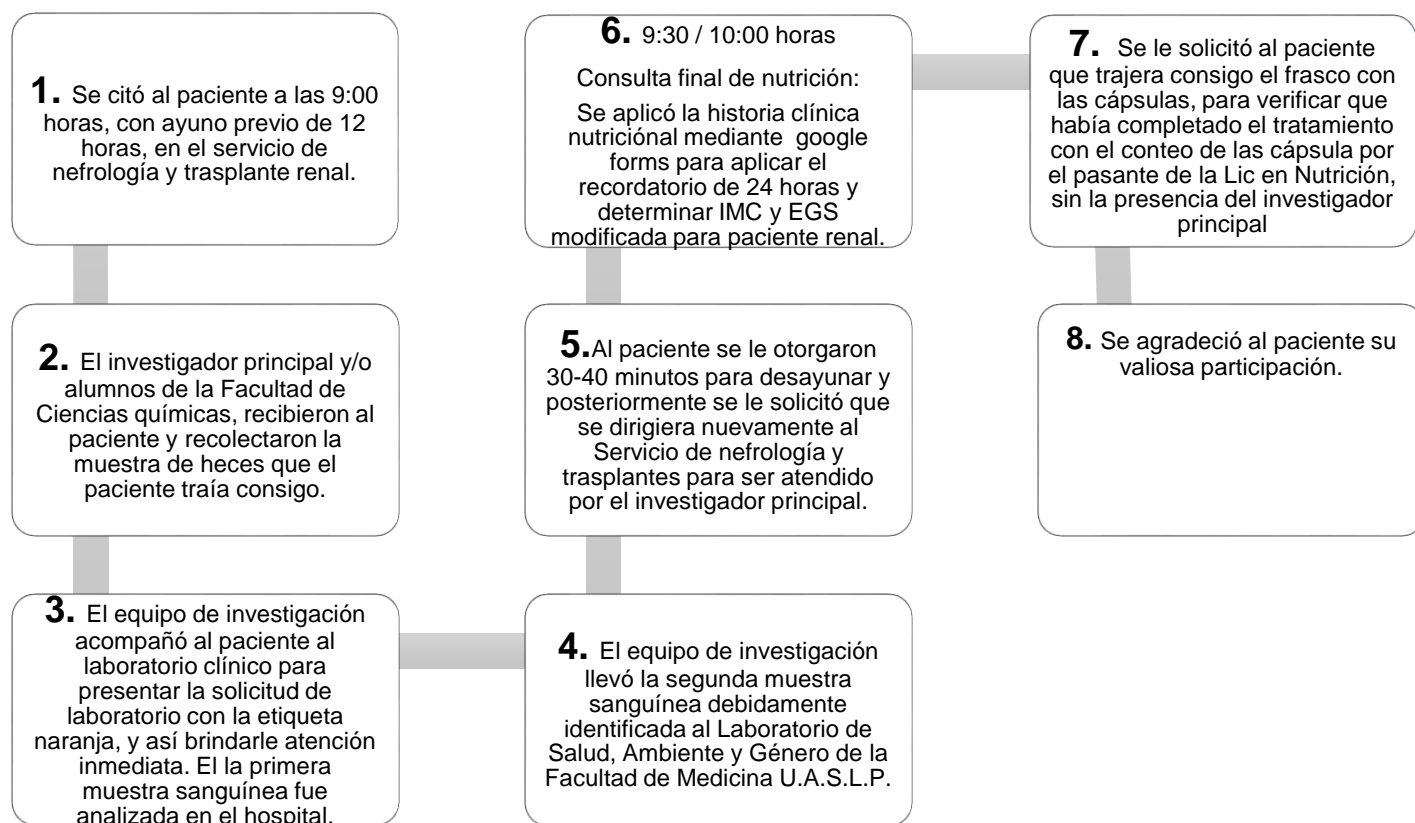 1. Se citó al paciente a las 9:00
horas, con ayuno previo de 12
horas, en el servicio de
nefrología y trasplante renal.
2. El investigador principal y/o
alumnos de la Facultad de
Ciencias químicas, recibieron al
paciente y recolectaron la
muestra de heces que el
paciente traía consigo.
3. El equipo de investigación
acompañó al paciente al
laboratorio clínico para
presentar la solicitud de
laboratorio con la etiqueta
naranja, y así brindarle atención
inmediata. El la primera
muestra sanguínea fue
analizada en el hospital.
4. El equipo de investigación
llevó la segunda muestra
sanguínea debidamente
identificada al Laboratorio de
Salud, Ambiente y Género de la
Facultad de Medicina U.A.S.L.P.
5.Al paciente se le otorgaron
30-40 minutos para desayunar y
posteriormente se le solicitó que
se dirigiera nuevamente al
Servicio de nefrología y
trasplantes para ser atendido
por el investigador principal.
6. 9:30 / 10:00 horas
Consulta final de nutrición:
Se aplicó la historia clínica
nutriciónal mediante google
forms para aplicar el
recordatorio de 24 horas y
determinar IMC y EGS
modificada para paciente renal.
7. Se le solicitó al paciente
que trajera consigo el frasco con
las cápsulas, para verificar que
había completado el tratamiento
con el conteo de las cápsula por
el pasante de la Lic en Nutrición,
sin la presencia del investigador
principal
8. Se agradeció al paciente su
valiosa participación.